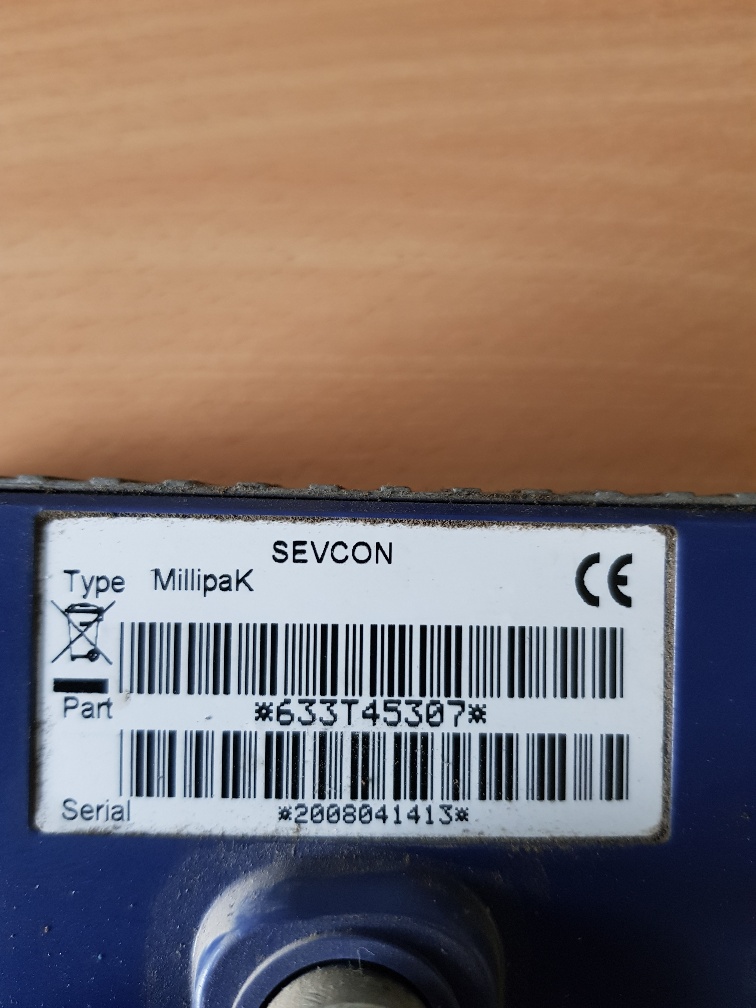 SEVCON
Type MillipaK
CE
Part
*633T45307*
Serial
*2008041413*